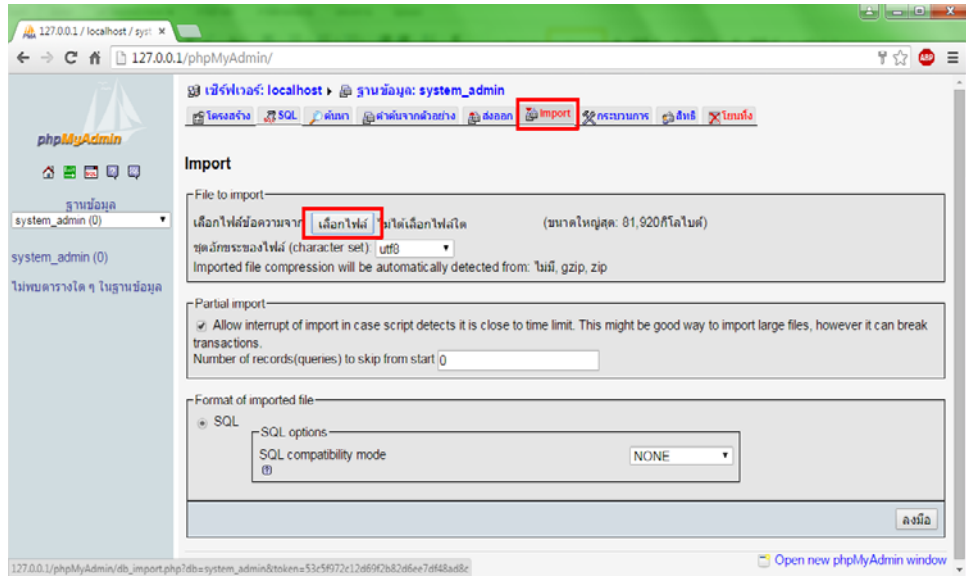 127.0.0.1 / localhost / syst
127.0.0.1/phpMyAdmin/
ABP
phpMyAdmin
SQL
ฐานข้อมูล
system_admin (0)
system_admin (0)
ไม่พบตารางใด ๆ ในฐานข้อมูล
เซิร์ฟเวอร์: localhost ▸ ฐานข้อมูล: system_admin
โครงสร้าง SQL ค้นหา คำค้นจากตัวอย่าง ส่งออก Import กระบวนการ สิทธิ โยนทิ้ง
Import
File to import
เลือกไฟล์ข้อความจาก เลือกไฟล์ ไม่ได้เลือกไฟล์ใด (ขนาดใหญ่สุด: 81,920กิโลไบต์)
ชุดอักขระของไฟล์ (character set): utf8
Imported file compression will be automatically detected from: ไม่มี, gzip, zip
Partial import
Allow interrupt of import in case script detects it is close to time limit. This might be good way to import large files, however it can break
transactions.
Number of records(queries) to skip from start 0
Format of imported file
SQL
SQL options
SQL compatibility mode NONE
ลงมือ
Open new phpMyAdmin window
127.0.0.1/phpMyAdmin/db_import.php?db=system_admin&token=53c5f972c12d69f2b82d6ee7df48ad8c